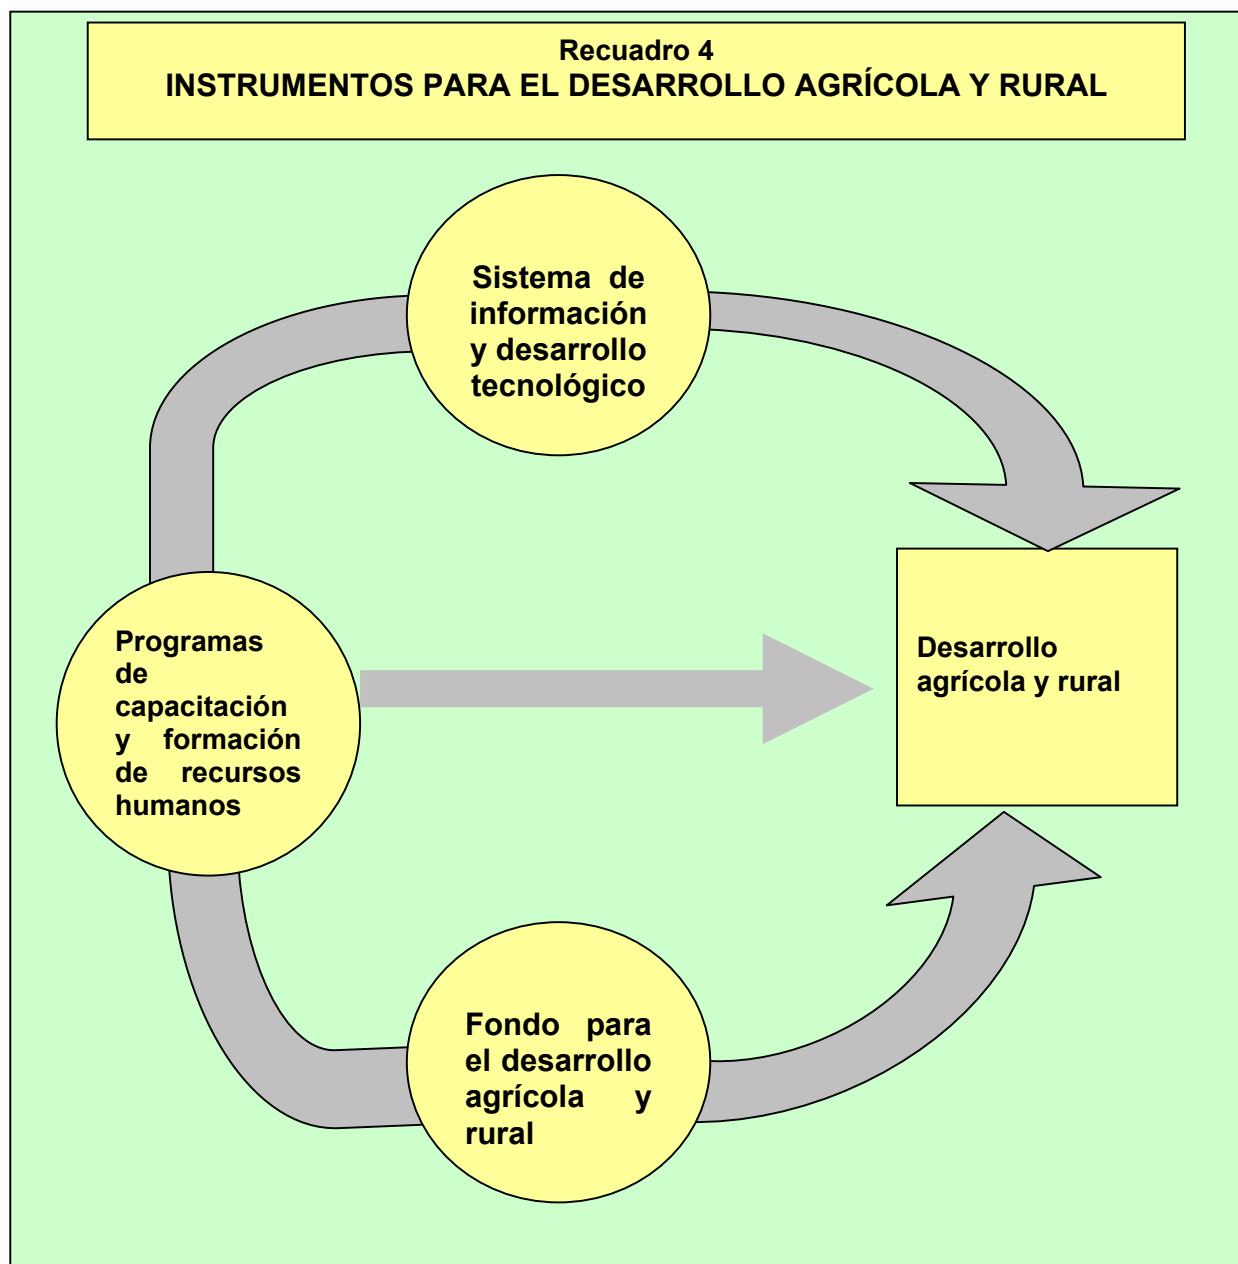 Recuadro 4
INSTRUMENTOS PARA EL DESARROLLO AGRÍCOLA Y RURAL
Sistema de
información
y desarrollo
tecnológico
Programas
de
capacitación
y formación
de recursos
humanos
Desarrollo
agrícola y rural
Fondo para
el desarrollo
agrícola y
rural